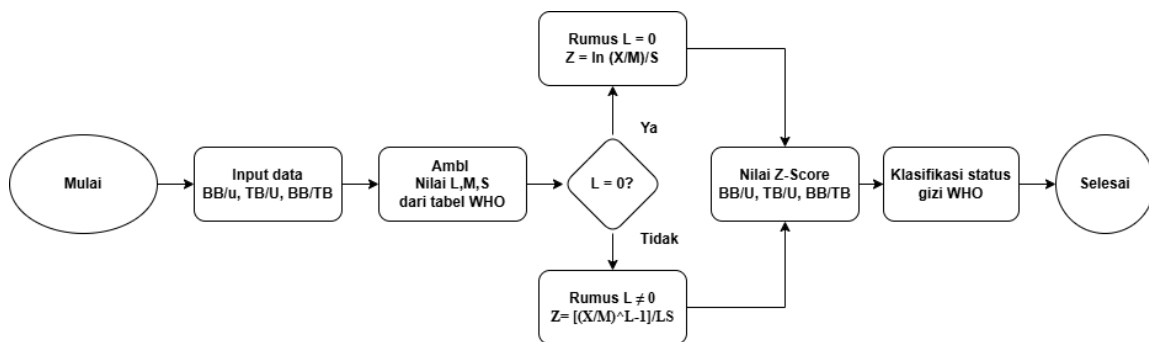 Mulai
Input data
BB/u, TB/U, BB/TB
Ambl
Nilai L,M,S
dari tabel WHO
L = 0?
Ya
Rumus L = 0
Z = ln (X/M)/S
Tidak
Rumus L ≠ 0
Z= [(X/M)^L-1]/LS
Nilai Z-Score
BB/U, TB/U, BB/TB
Klasifikasi status
gizi WHO
Selesai